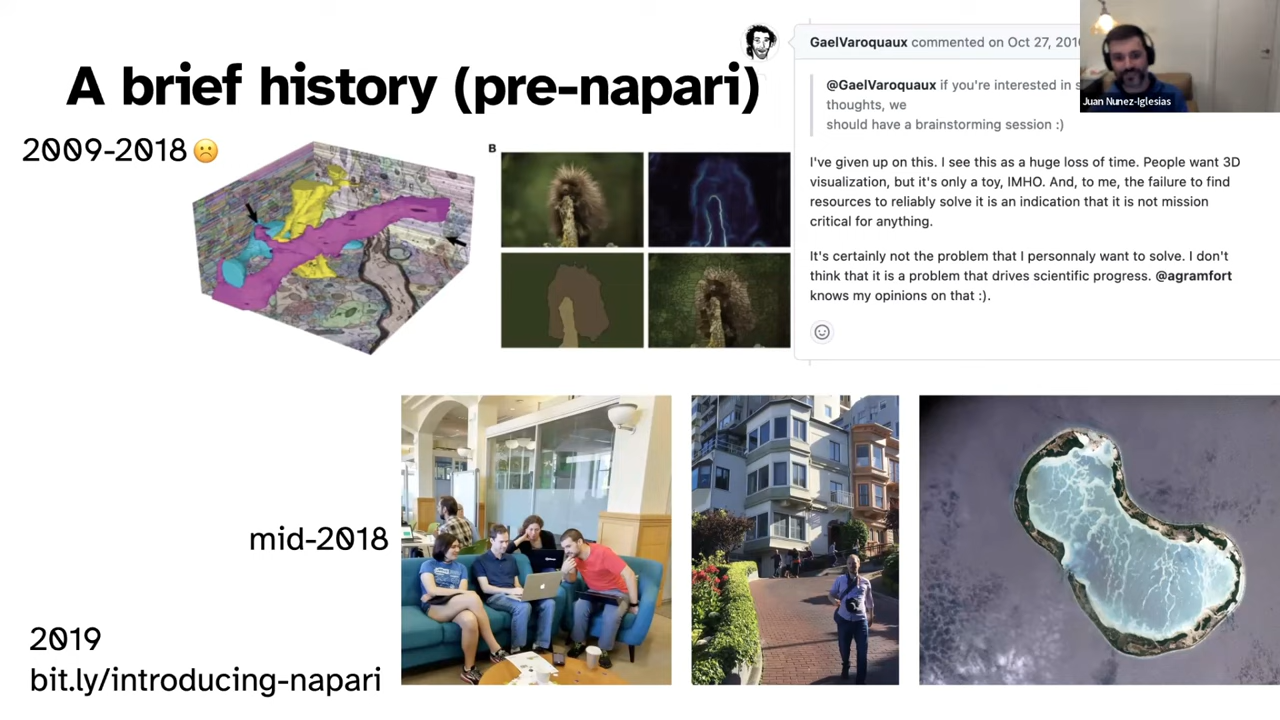 A brief history (pre-napari)
2009-2018 ☹️
B
GaelVaroquaux commented on Oct 27, 201
@GaelVaroquaux if you're interested in s
thoughts, we
should have a brainstorming session :)
I've given up on this. I see this as a huge loss of time. People want 3D
visualization, but it's only a toy, IMHO. And, to me, the failure to find
resources to reliably solve it is an indication that it is not mission
critical for anything.
It's certainly not the problem that I personnaly want to solve. I don't
think that it is a problem that drives scientific progress. @agramfort
knows my opinions on that :).
Juan Nunez-Iglesias
mid-2018
2019
bit.ly/introducing-napari